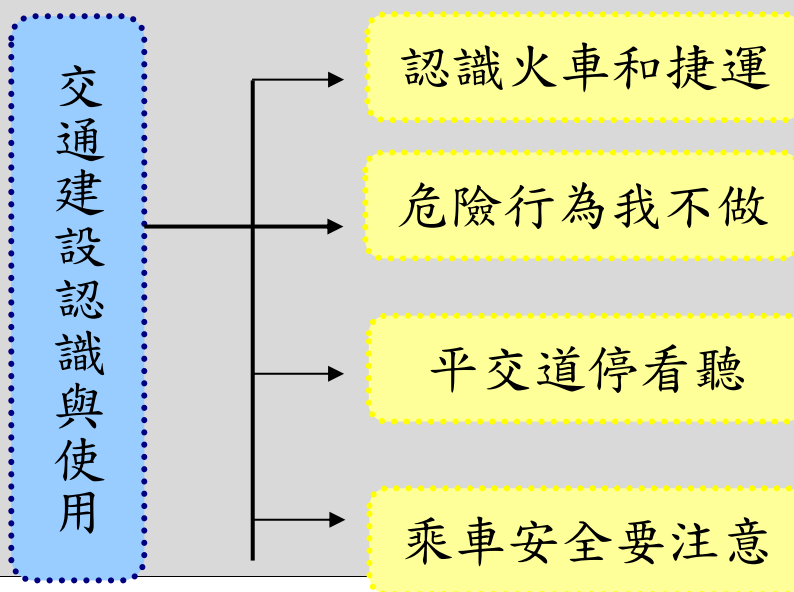 交通建設認識與使用
認識火車和捷運
危險行為我不做
平交道停看聽
乘車安全要注意